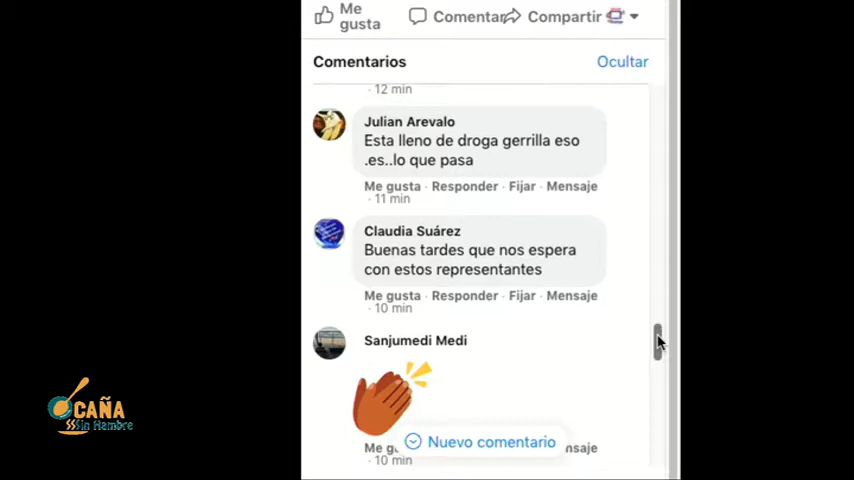 Me gusta
Comentar
Compartir
Comentarios
Ocultar
· 12 min
Julian Arevalo
Esta lleno de droga gerrilla eso
.es..lo que pasa
Me gusta · Responder · Fijar · Mensaje
· 11 min
Claudia Suárez
Buenas tardes que nos espera
con estos representantes
Me gusta · Responder · Fijar · Mensaje
· 10 min
Sanjumedi Medi
Nuevo comentario
· 10 min
OCAÑA
Sin Hambre